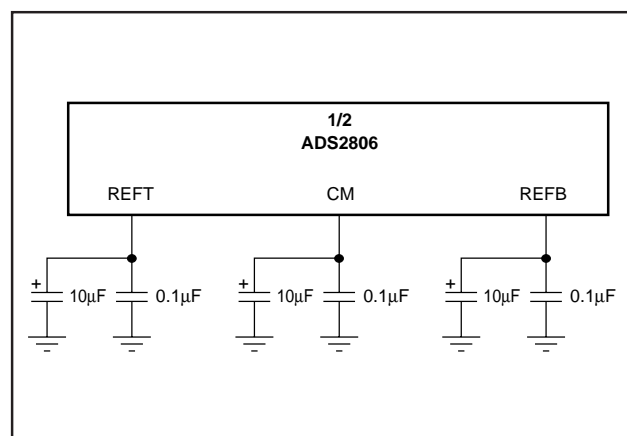 1/2
ADS2806
REFT CM REFB
+ 10µF 0.1µF + 10µF 0.1µF + 10µF 0.1µF